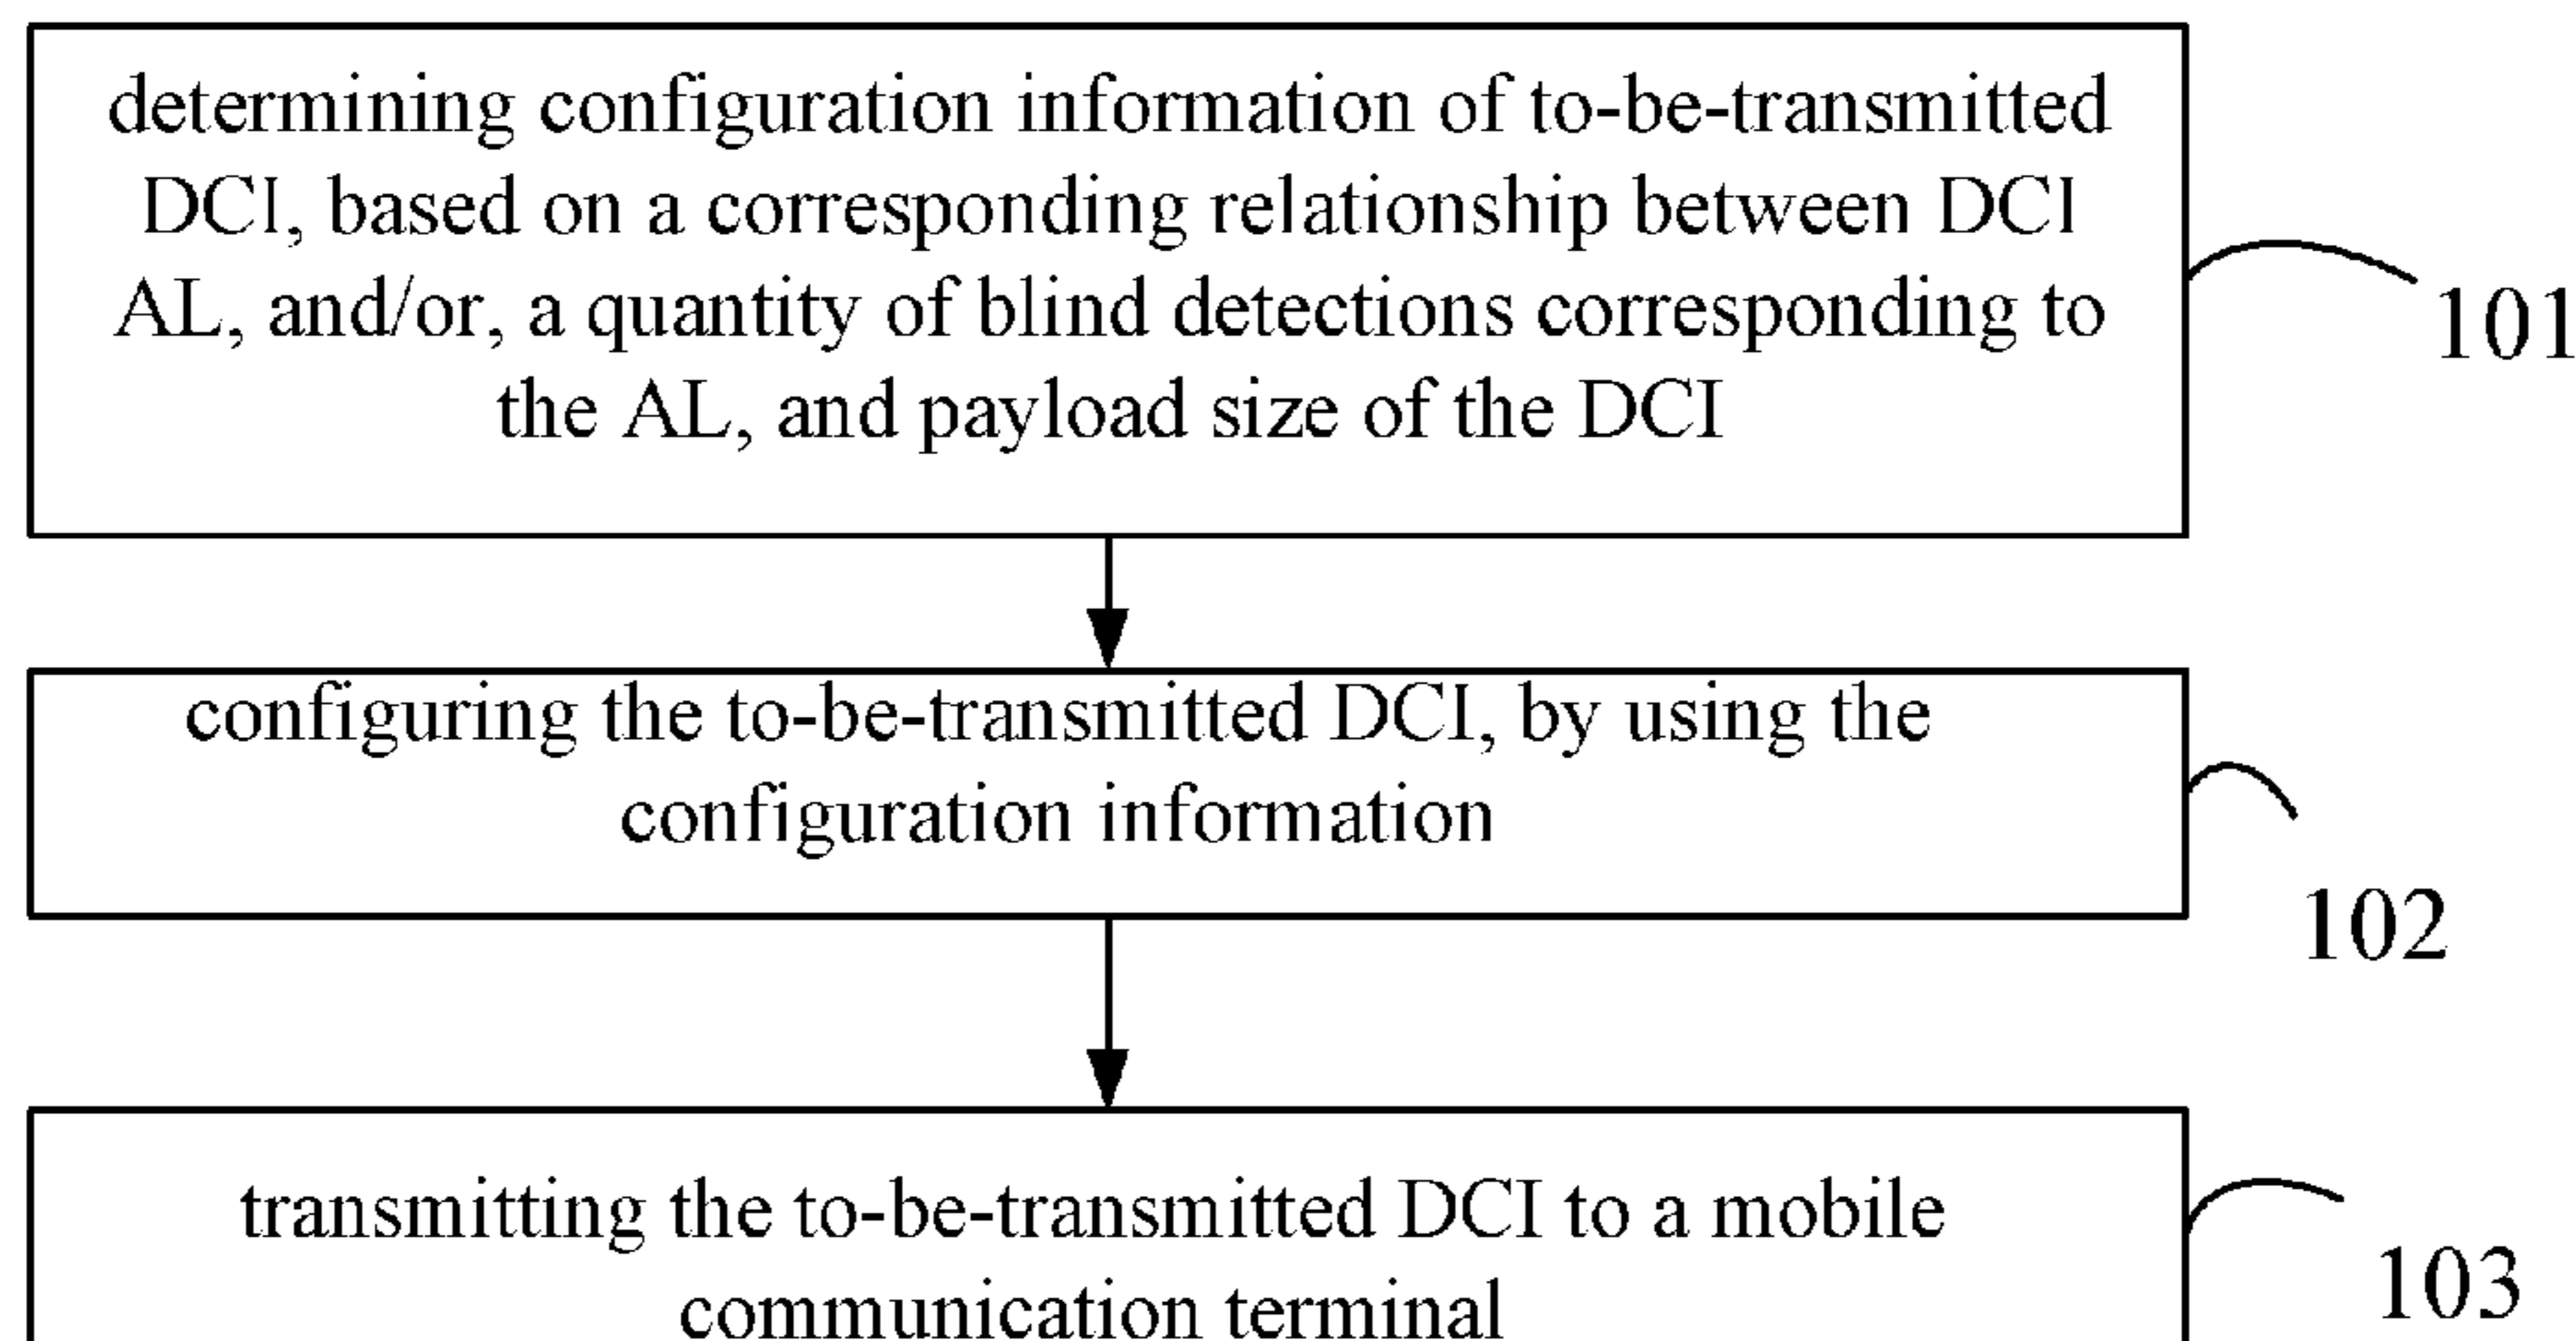 determining configuration information of to-be-transmitted
DCI, based on a corresponding relationship between DCI
AL, and/or, a quantity of blind detections corresponding to
the AL, and payload size of the DCI
101
configuring the to-be-transmitted DCI, by using the
configuration information
102
transmitting the to-be-transmitted DCI to a mobile
communication terminal
103